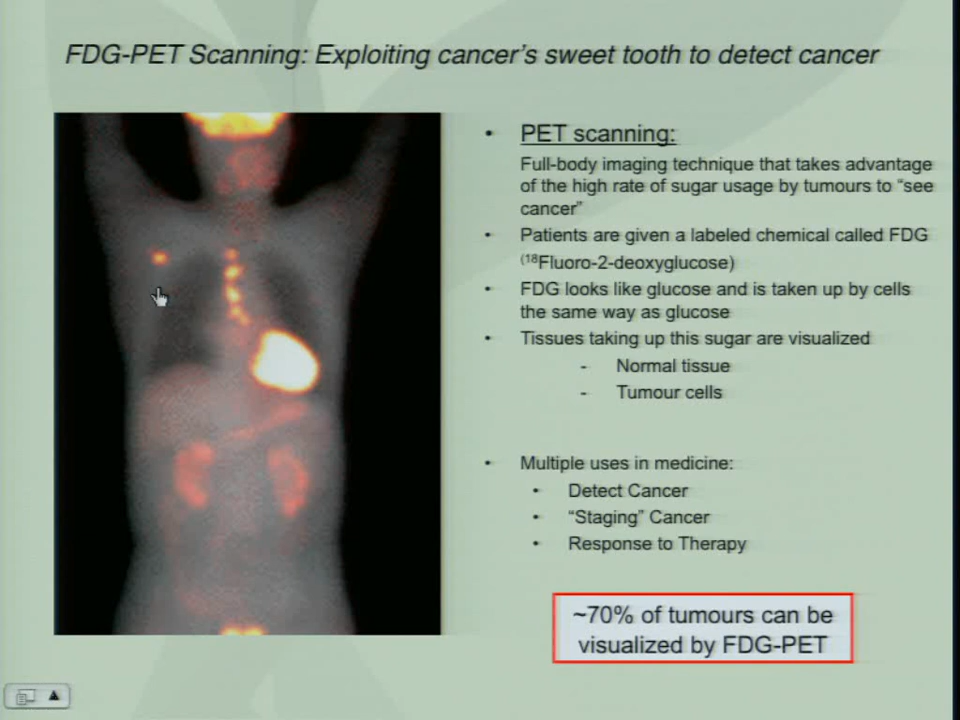 FDG-PET Scanning: Exploiting cancer's sweet tooth to detect cancer
• PET scanning:
Full-body imaging technique that takes advantage
of the high rate of sugar usage by tumours to “see
cancer”
• Patients are given a labeled chemical called FDG
(¹⁸Fluoro-2-deoxyglucose)
• FDG looks like glucose and is taken up by cells
the same way as glucose
• Tissues taking up this sugar are visualized
- Normal tissue
- Tumour cells
• Multiple uses in medicine:
• Detect Cancer
• “Staging” Cancer
• Response to Therapy
~70% of tumours can be
visualized by FDG-PET